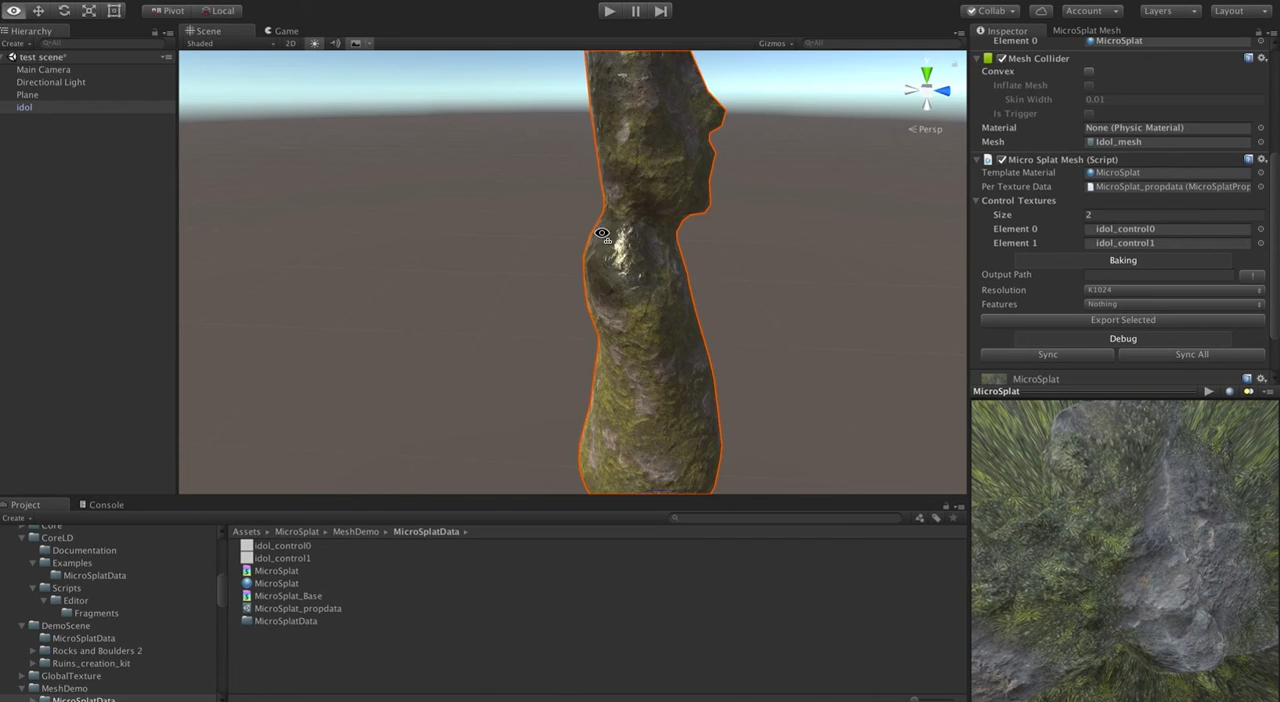 Pivot Local Collab Account Layers Layout
Hierarchy
Create All
test scene*
Main Camera
Directional Light
Plane
idol
Scene Game
Shaded 2D Gizmos All
Persp
Inspector MicroSplat Mesh
Element 0 MicroSplat
Mesh Collider
Convex
Inflate Mesh
Skin Width 0.01
Is Trigger
Material None (Physic Material)
Mesh Idol_mesh
Micro Splat Mesh (Script)
Template Material MicroSplat
Per Texture Data MicroSplat_propdata (MicroSplatProp
Control Textures
Size 2
Element 0 idol_control0
Element 1 idol_control1
Baking
Output Path !
Resolution K1024
Features Nothing
Export Selected
Debug
Sync Sync All
MicroSplat
MicroSplat
Project Console
Create
Core
CoreLD
Documentation
Examples
MicroSplatData
Scripts
Editor
Fragments
DemoScene
MicroSplatData
Rocks and Boulders 2
Ruins_creation_kit
GlobalTexture
MeshDemo
MicroSplatData
Assets MicroSplat MeshDemo MicroSplatData
idol_control0
idol_control1
MicroSplat
MicroSplat
MicroSplat_Base
MicroSplat_propdata
MicroSplatData